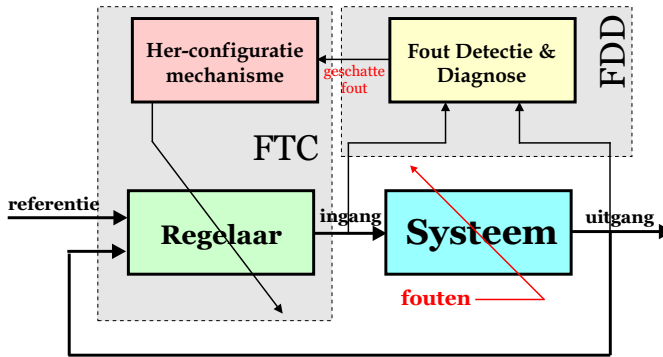 Her-configuratie
mechanisme
geschatte
fout
Fout Detectie &
Diagnose
FDD
FTC
referentie
Regelaar
ingang
Systeem
uitgang
fouten